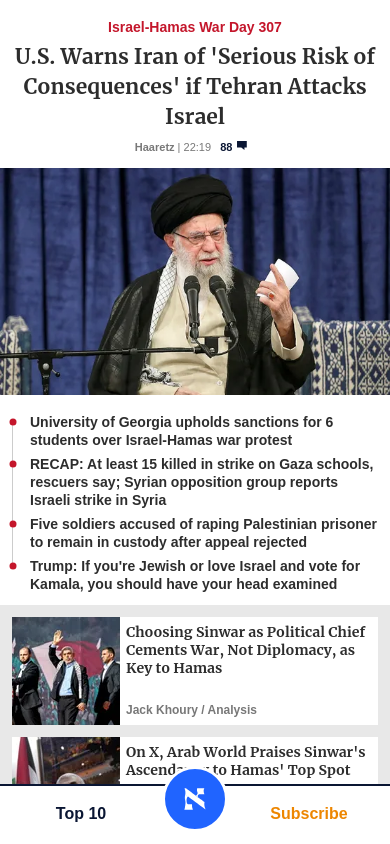 Israel-Hamas War Day 307
U.S. Warns Iran of 'Serious Risk of
Consequences' if Tehran Attacks
Israel
Haaretz | 22:19 88
University of Georgia upholds sanctions for 6
students over Israel-Hamas war protest
RECAP: At least 15 killed in strike on Gaza schools,
rescuers say; Syrian opposition group reports
Israeli strike in Syria
Five soldiers accused of raping Palestinian prisoner
to remain in custody after appeal rejected
Trump: If you're Jewish or love Israel and vote for
Kamala, you should have your head examined
Choosing Sinwar as Political Chief
Cements War, Not Diplomacy, as
Key to Hamas
Jack Khoury / Analysis
On X, Arab World Praises Sinwar's
to Hamas' Top Spot
Top 10
Subscribe